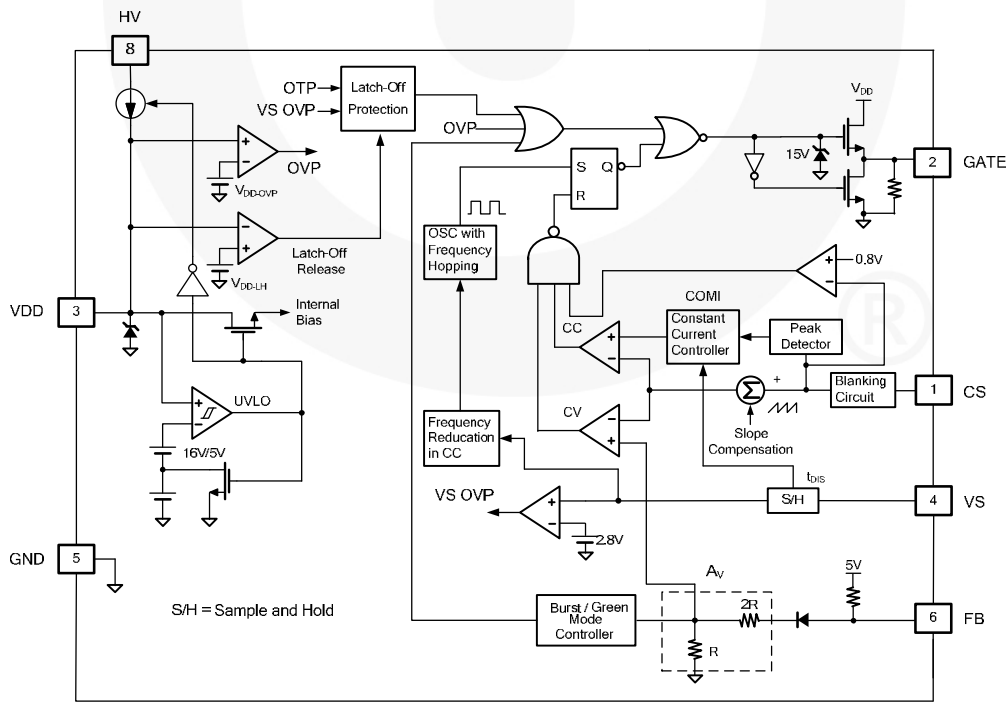 HV
8
OTP
VS OVP
Latch-Off
Protection
OVP
VDD-OVP
OVP
VDD-LH
Latch-Off
Release
VDD
3
Internal
Bias
UVLO
16V/5V
GND
5
S/H = Sample and Hold
S
Q
R
OSC with
Frequency
Hopping
VDD
15V
2
GATE
0.8V
COMI
CC
Constant
Current
Controller
Peak
Detector
Blanking
Circuit
1
CS
Σ
+
Slope
Compensation
CV
Frequency
Reducation
in CC
tDIS
S/H
4
VS
VS OVP
2.8V
AV
5V
Burst / Green
Mode
Controller
2R
R
6
FB
®